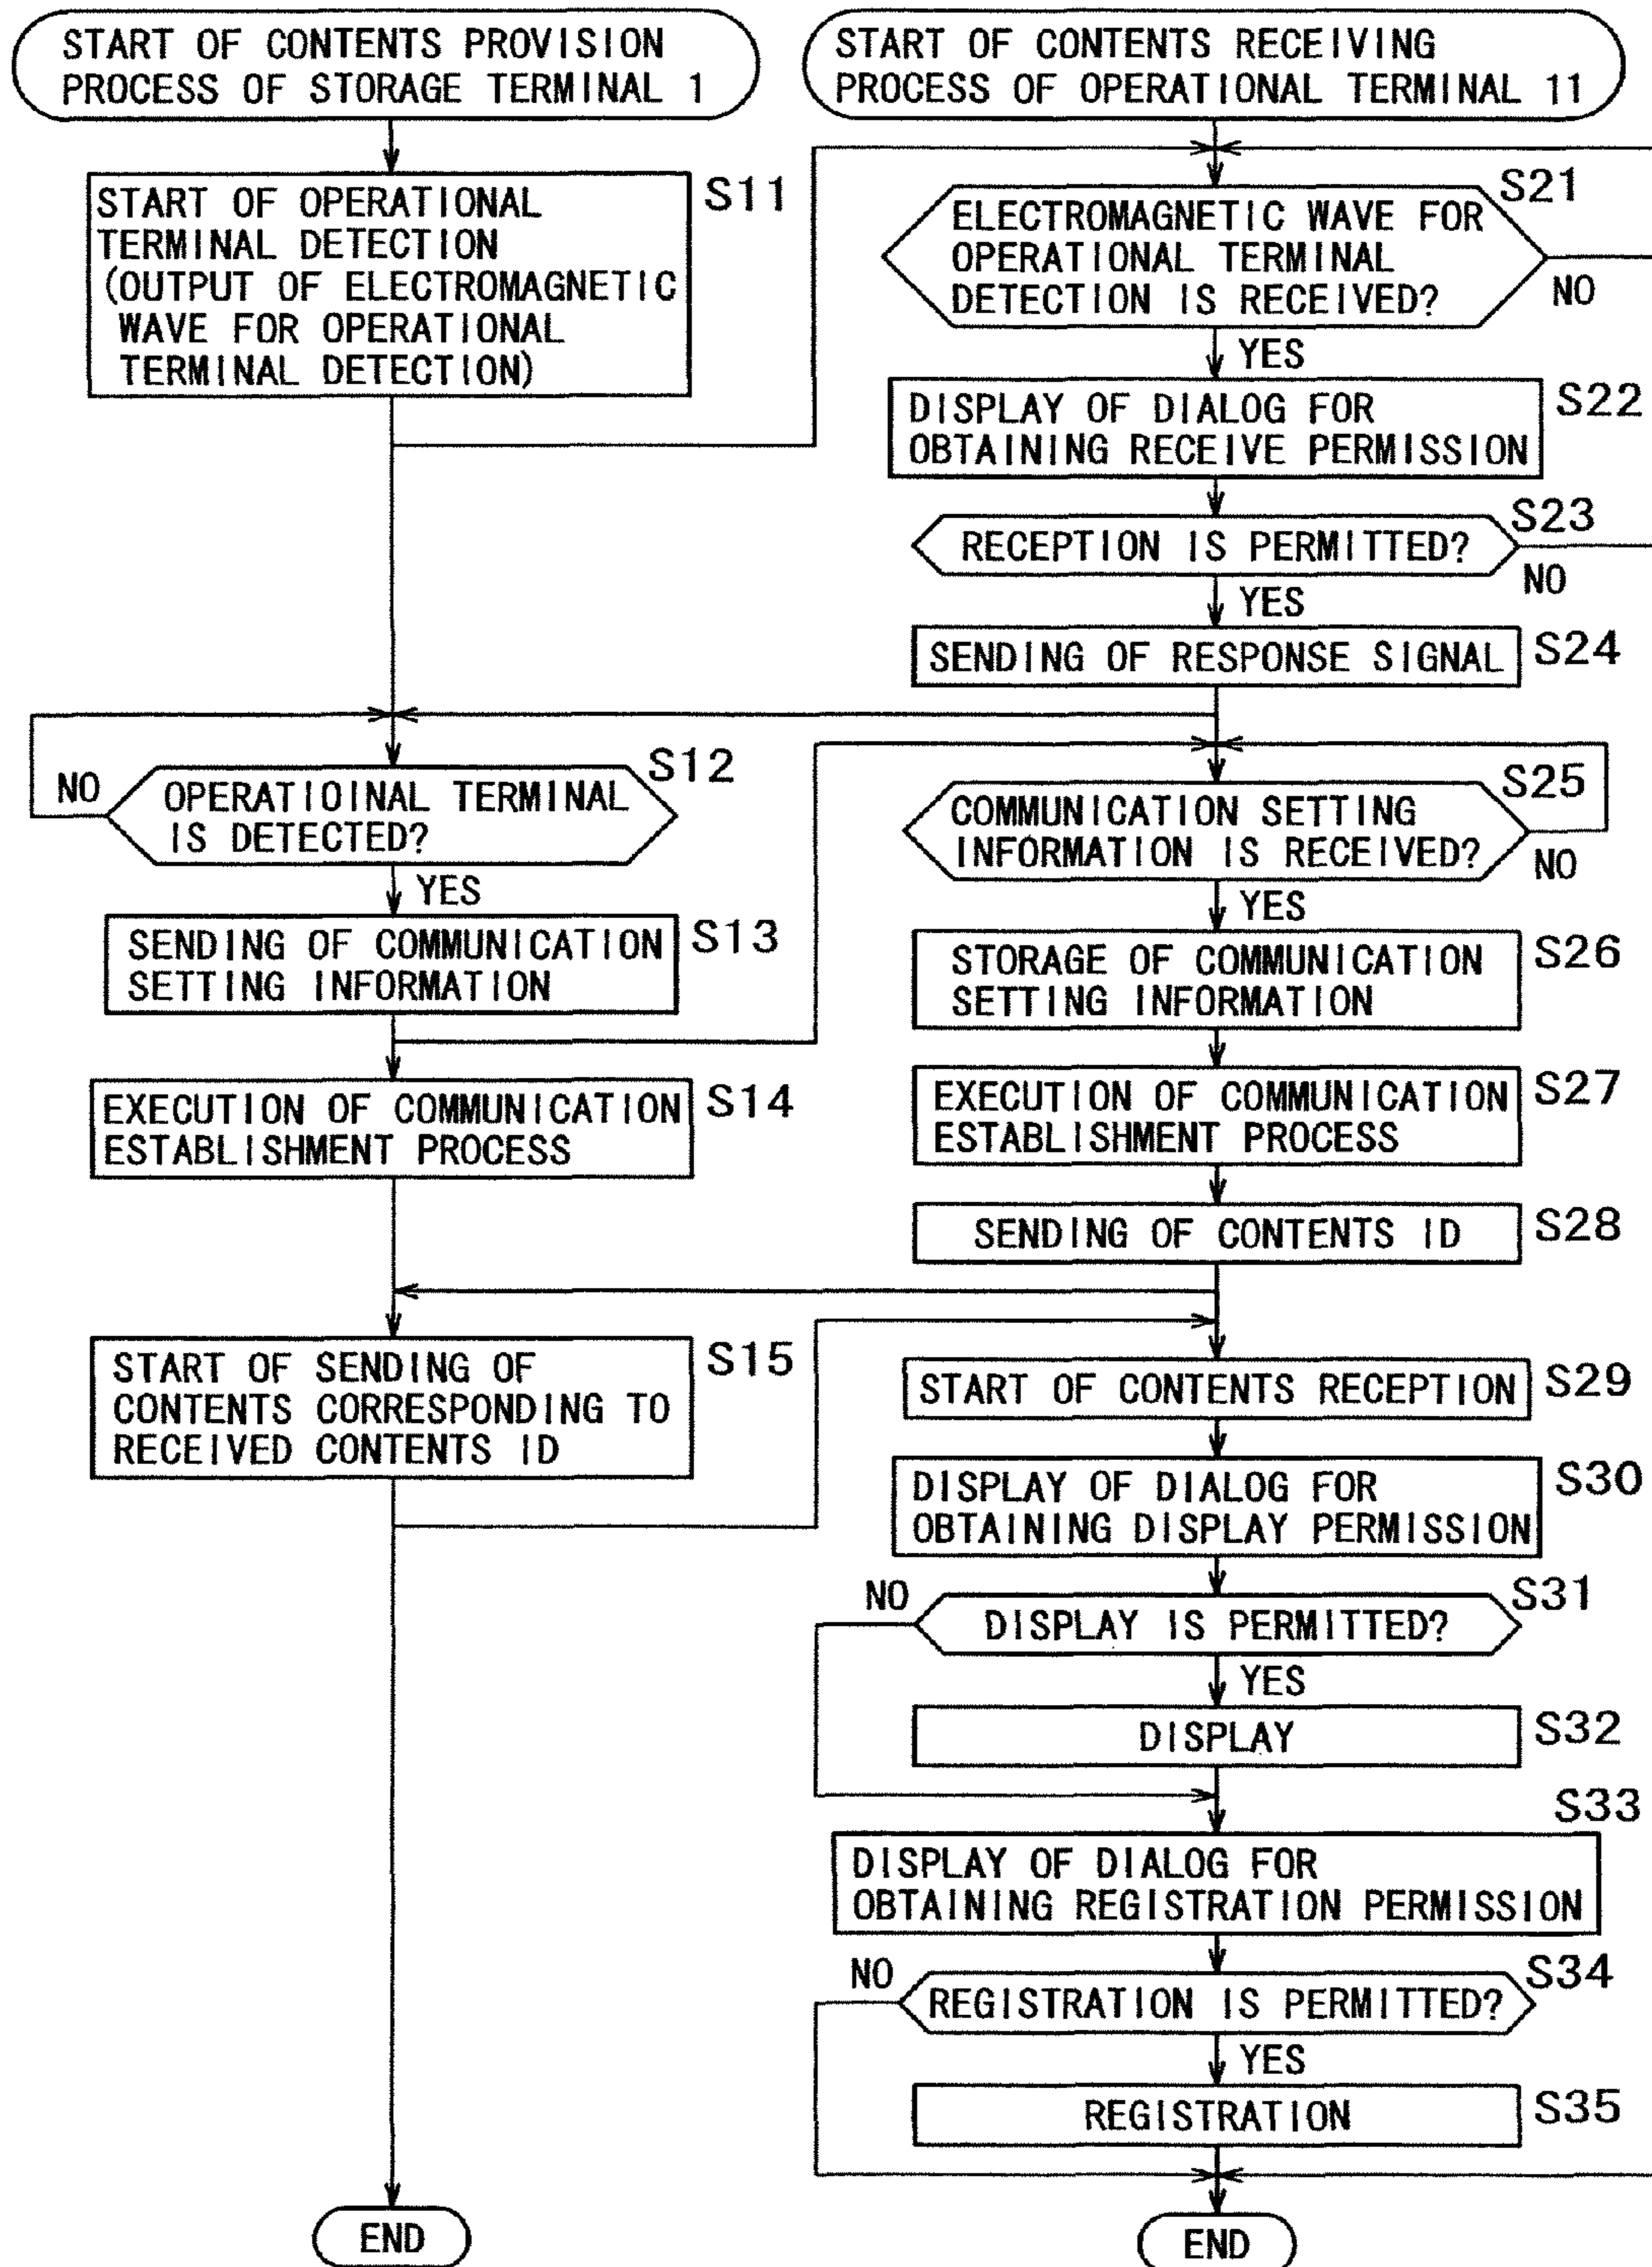 START OF CONTENTS PROVISION
PROCESS OF STORAGE TERMINAL 1
START OF OPERATIONAL
TERMINAL DETECTION
(OUTPUT OF ELECTROMAGNETIC
WAVE FOR OPERATIONAL
TERMINAL DETECTION)
S11
NO
OPERATIOINAL TERMINAL
IS DETECTED?
S12
YES
SENDING OF COMMUNICATION
SETTING INFORMATION
S13
EXECUTION OF COMMUNICATION
ESTABLISHMENT PROCESS
S14
START OF SENDING OF
CONTENTS CORRESPONDING TO
RECEIVED CONTENTS ID
S15
END
START OF CONTENTS RECEIVING
PROCESS OF OPERATIONAL TERMINAL 11
S21
ELECTROMAGNETIC WAVE FOR
OPERATIONAL TERMINAL
DETECTION IS RECEIVED?
NO
YES
DISPLAY OF DIALOG FOR
OBTAINING RECEIVE PERMISSION
S22
S23
RECEPTION IS PERMITTED?
NO
YES
SENDING OF RESPONSE SIGNAL
S24
S25
COMMUNICATION SETTING
INFORMATION IS RECEIVED?
NO
YES
STORAGE OF COMMUNICATION
SETTING INFORMATION
S26
EXECUTION OF COMMUNICATION
ESTABLISHMENT PROCESS
S27
SENDING OF CONTENTS ID
S28
START OF CONTENTS RECEPTION
S29
DISPLAY OF DIALOG FOR
OBTAINING DISPLAY PERMISSION
S30
NO
DISPLAY IS PERMITTED?
S31
YES
DISPLAY
S32
S33
DISPLAY OF DIALOG FOR
OBTAINING REGISTRATION PERMISSION
NO
REGISTRATION IS PERMITTED?
S34
YES
REGISTRATION
S35
END